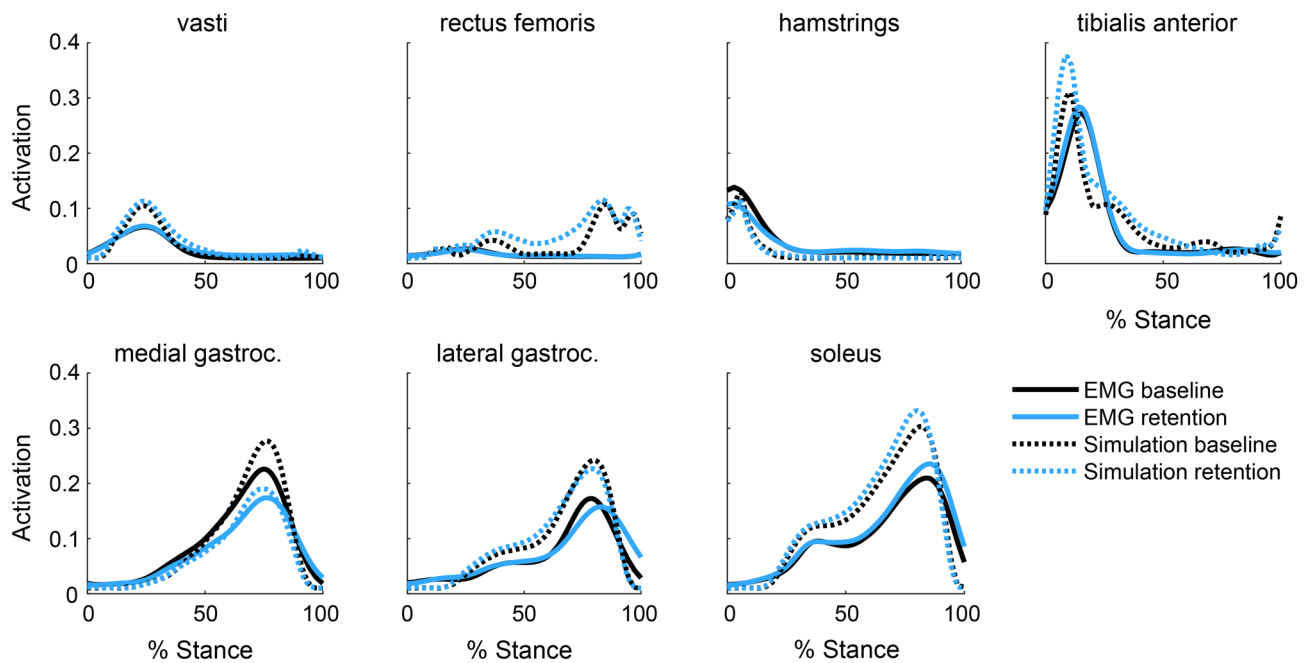 vasti
rectus femoris
hamstrings
tibialis anterior
Activation
0.4
0.3
0.2
0.1
0
0 50 100
0 50 100
0 50 100
0 50 100
% Stance
medial gastroc.
lateral gastroc.
soleus
Activation
0.4
0.3
0.2
0.1
0
0 50 100
0 50 100
0 50 100
% Stance
% Stance
% Stance
EMG baseline
EMG retention
Simulation baseline
Simulation retention